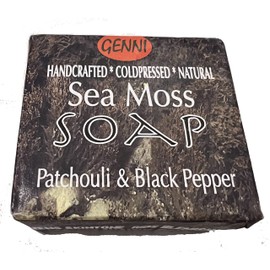 GENNI
HANDCRAFTED * COLDPRESSED * NATURAL
Sea Moss
SOAP
Patchouli & Black Pepper